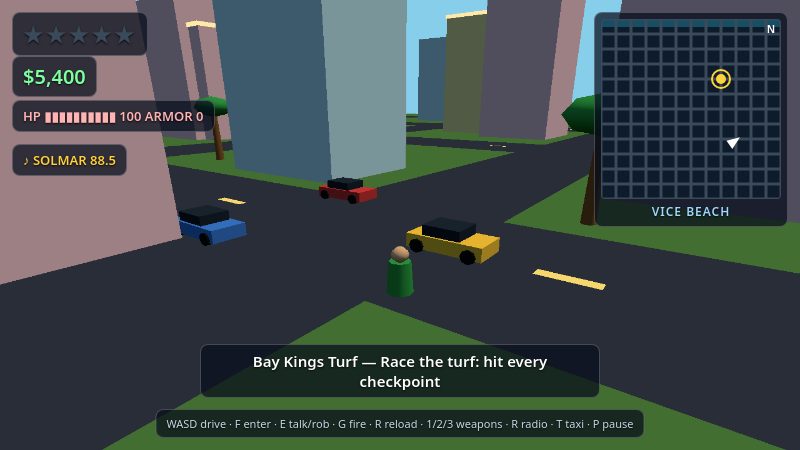 ★★★★★
$5,400
HP ▮▮▮▮▮▮▮▮▮▮ 100 ARMOR 0
♪ SOLMAR 88.5
N
VICE BEACH
Bay Kings Turf — Race the turf: hit every
checkpoint
WASD drive · F enter · E talk/rob · G fire · R reload · 1/2/3 weapons · R radio · T taxi · P pause